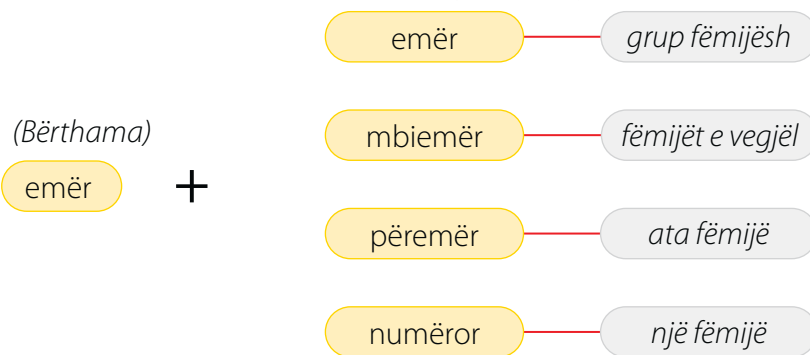 emër grup fëmijësh
(Bërthama)
mbiemër fëmijët e vegjël
emër +
përemër ata fëmijë
numëror një fëmijë